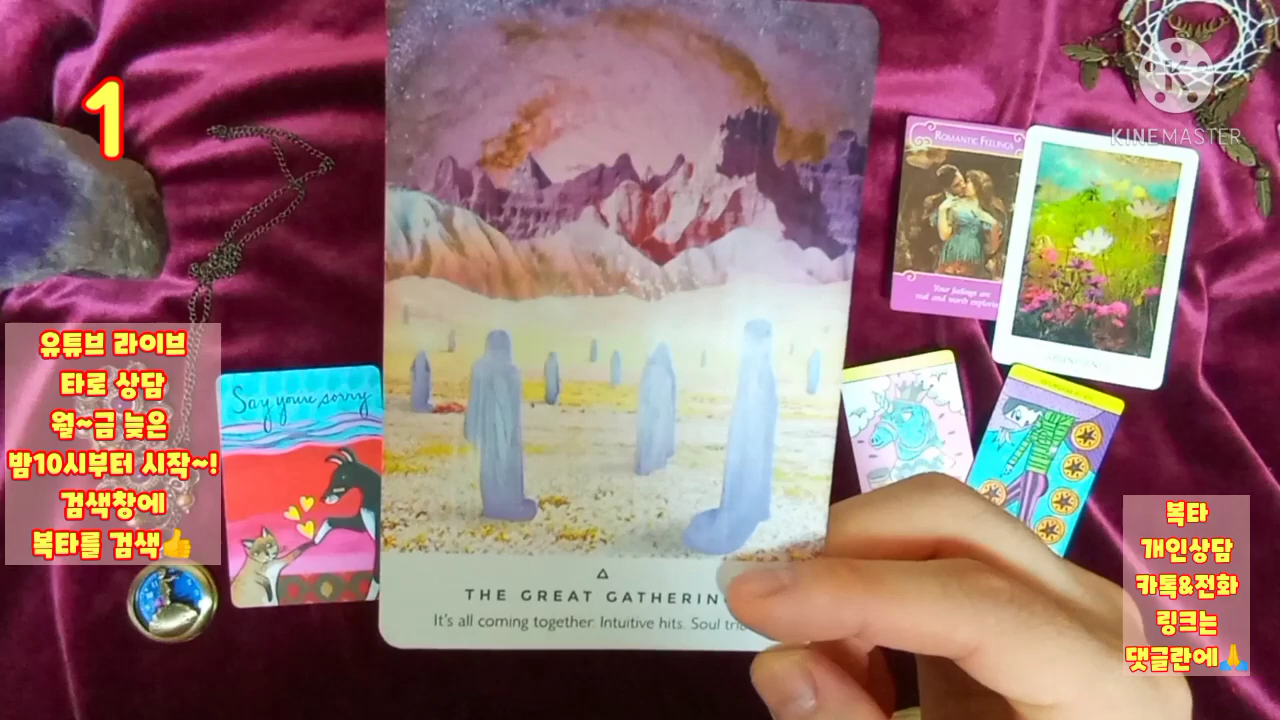 1
KINEMASTER
ROMANTIC FEELINGS
Your feelings are
real and worth
유튜브 라이브
타로 상담
월~금 늦은
밤10시부터 시작~!
검색창에
복타를 검색👍
Say you're sorry
THE GREAT GATHERIN
It's all coming together. Intuitive hits. Soul
복타
개인상담
카톡&전화
링크는
댓글란에🙏